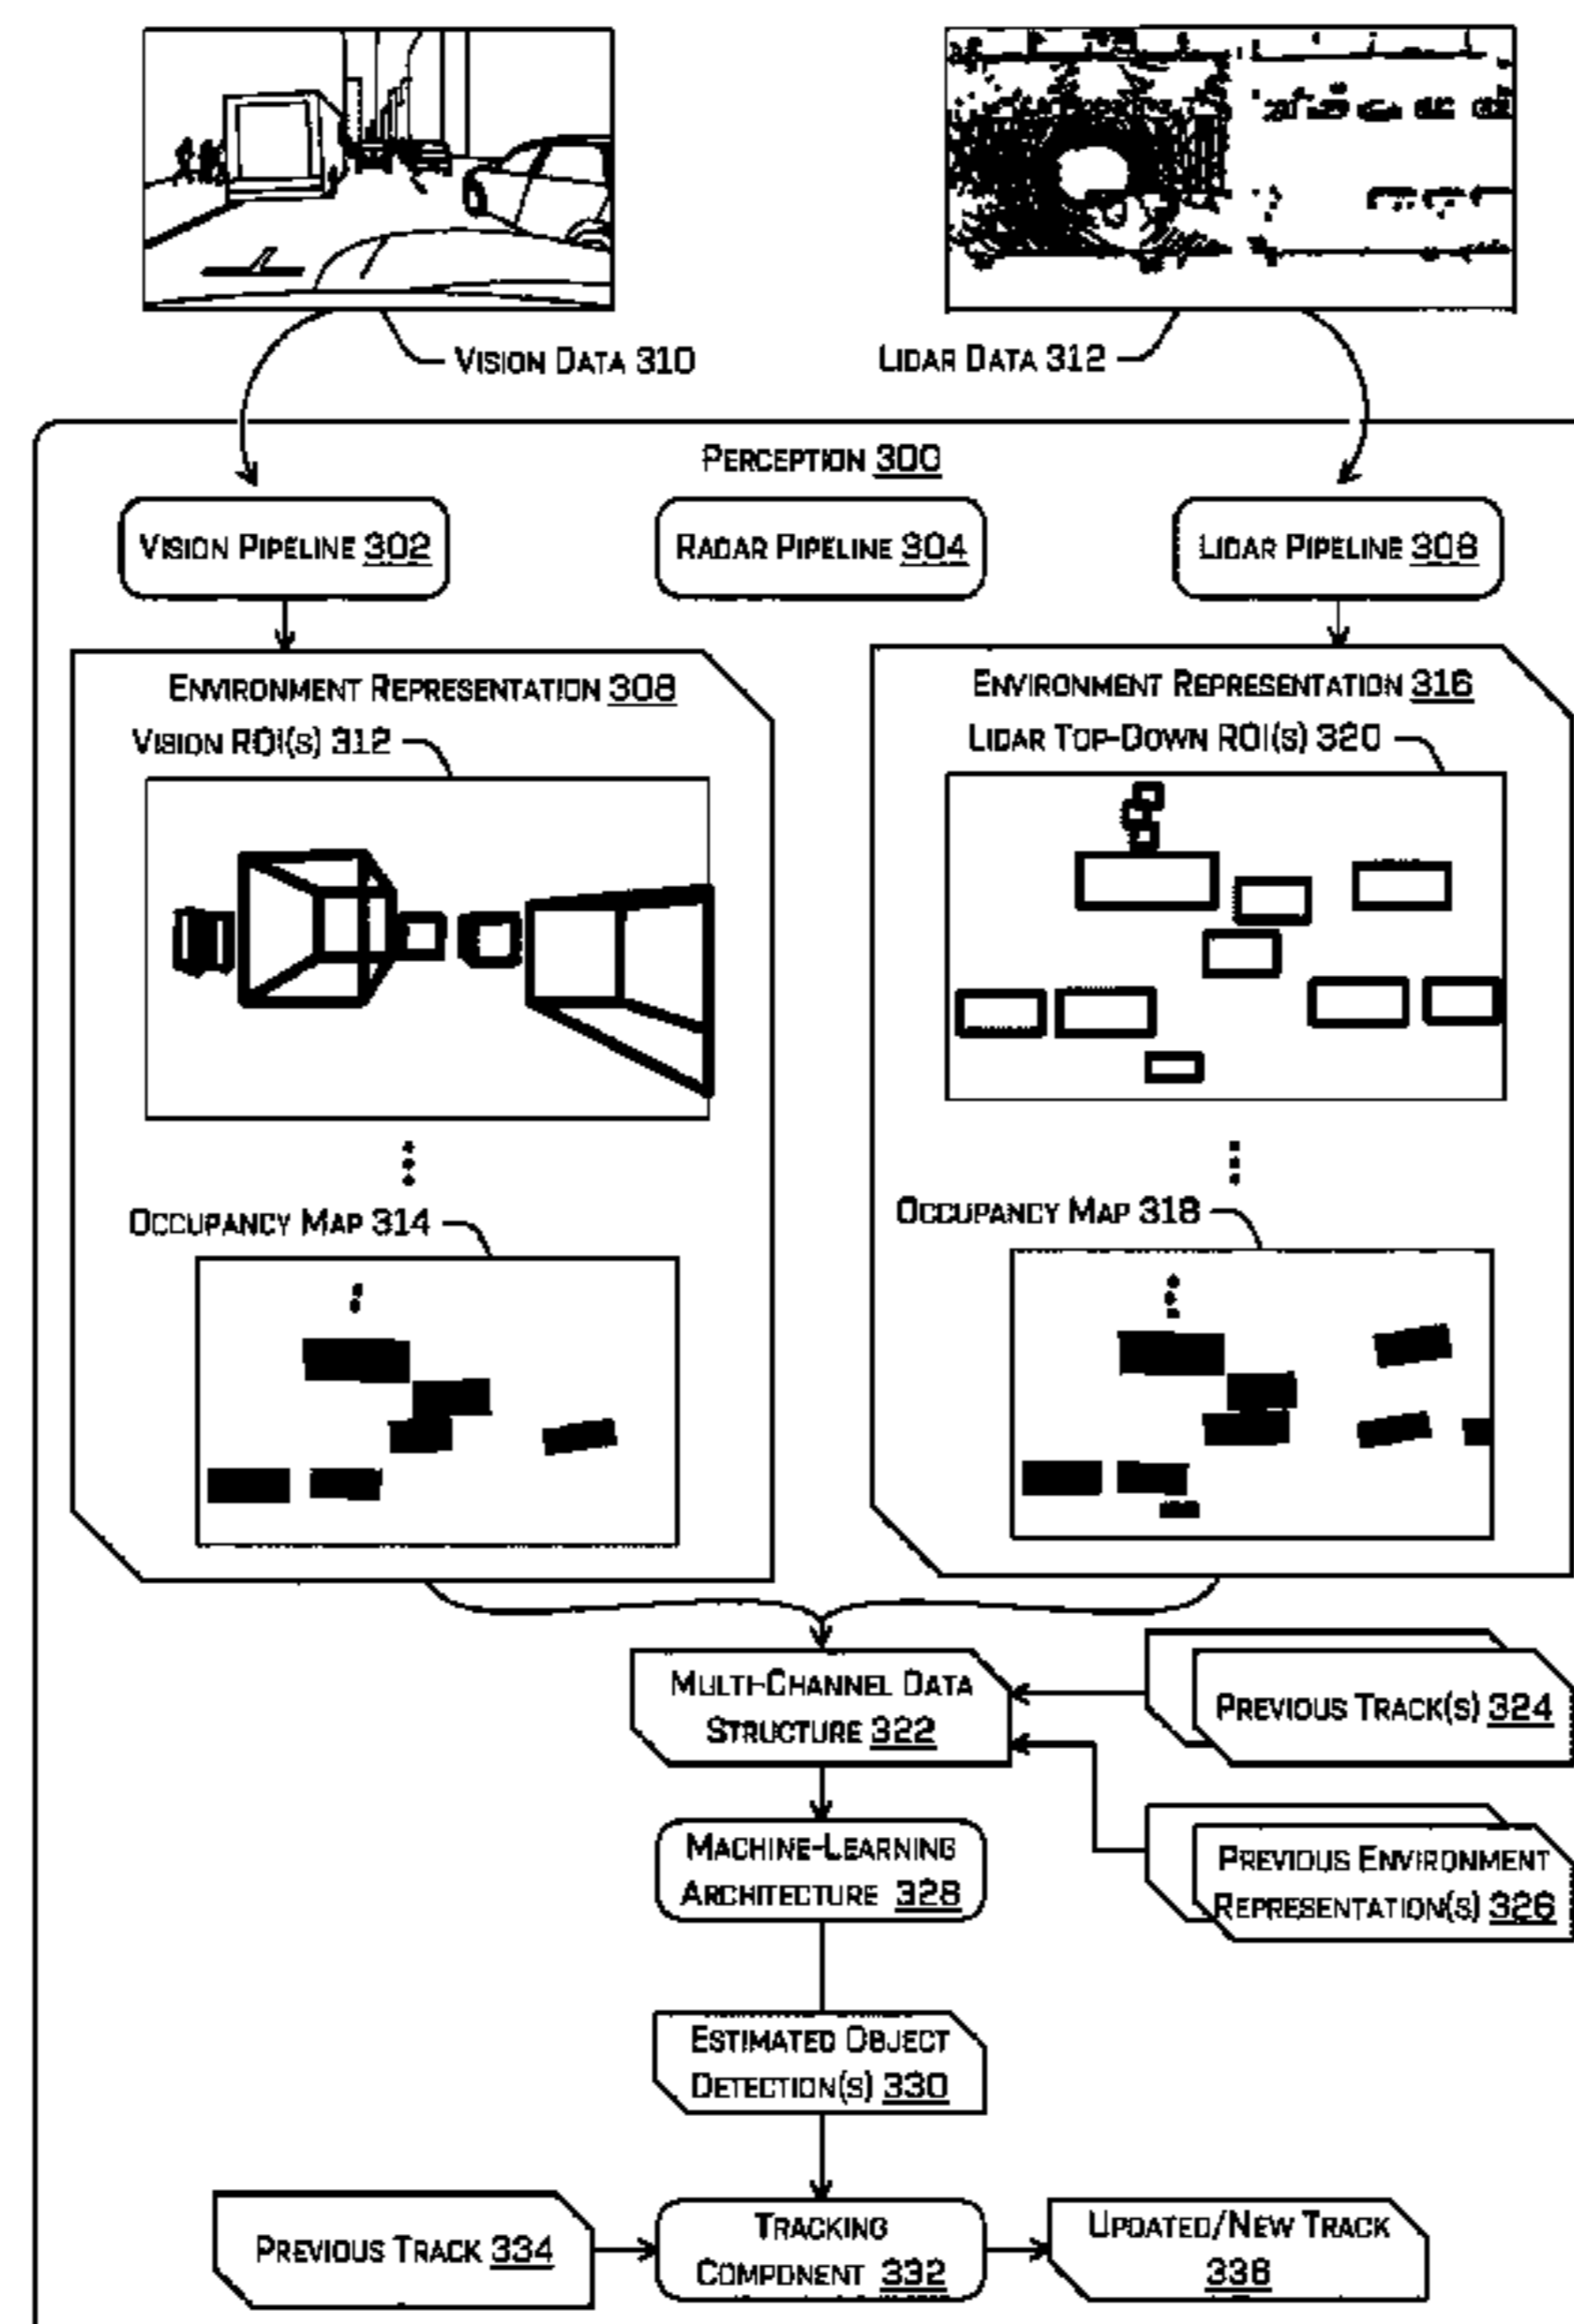 Vision Data 310
Lidar Data 312
Perception 300
Vision Pipeline 302
Radar Pipeline 304
Lidar Pipeline 308
Environment Representation 308
Environment Representation 316
Vision ROI(s) 312
Lidar Top-Down ROI(s) 320
Occupancy Map 314
Occupancy Map 318
Multi-Channel Data
Structure 322
Previous Track(s) 324
Machine-Learning
Architecture 328
Previous Environment
Representation(s) 326
Estimated Object
Detection(s) 330
Previous Track 334
Tracking
Component 332
Updated/New Track
336